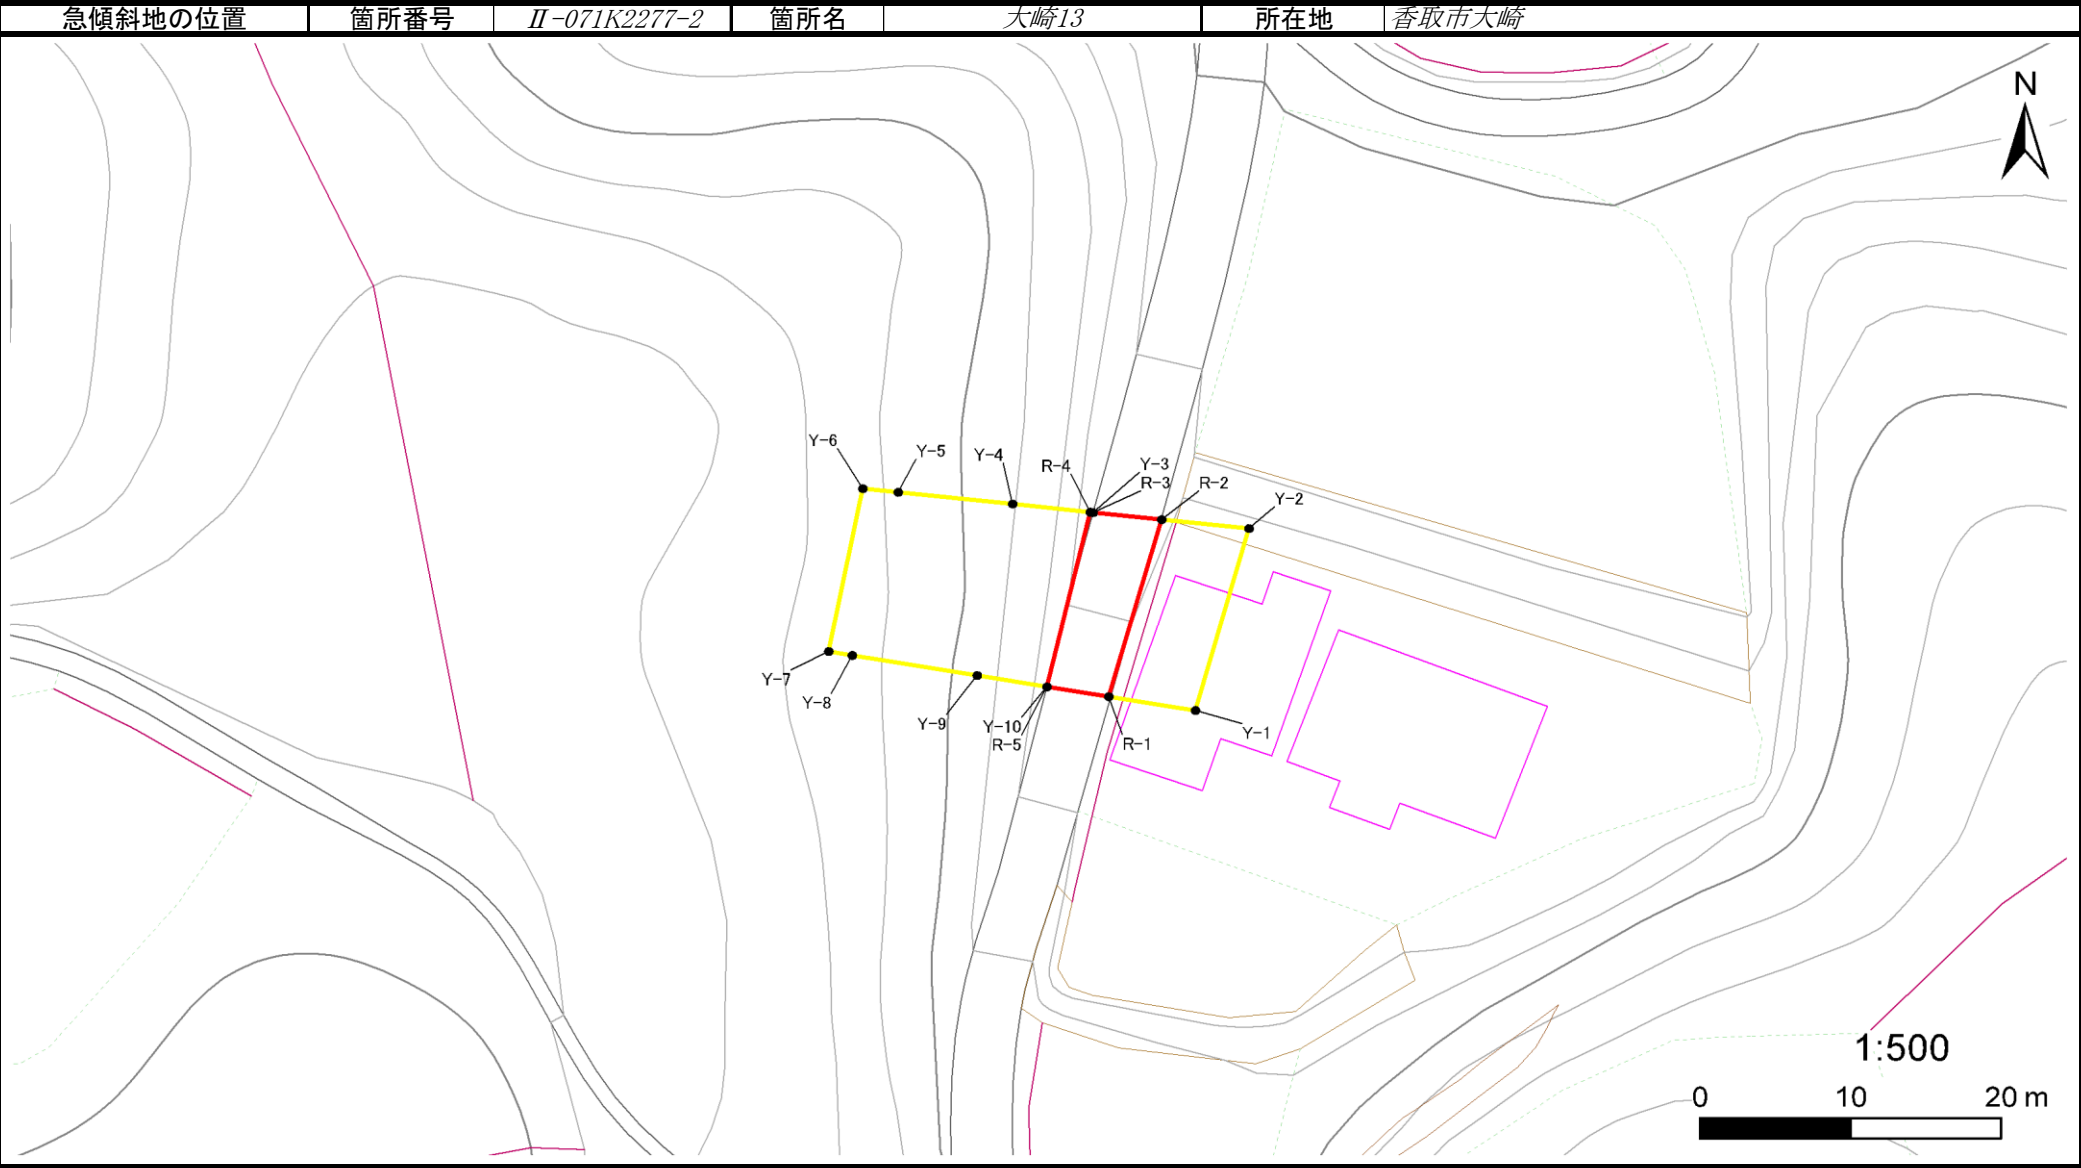 急傾斜地の位置 箇所番号 Ⅱ-071K2277-2 箇所名 大崎13 所在地 香取市大崎
N
Y-6
Y-5
Y-4
R-4
Y-3
R-3
R-2
Y-2
Y-7
Y-8
Y-9
Y-10
R-5
R-1
Y-1
1:500
0 10 20 m